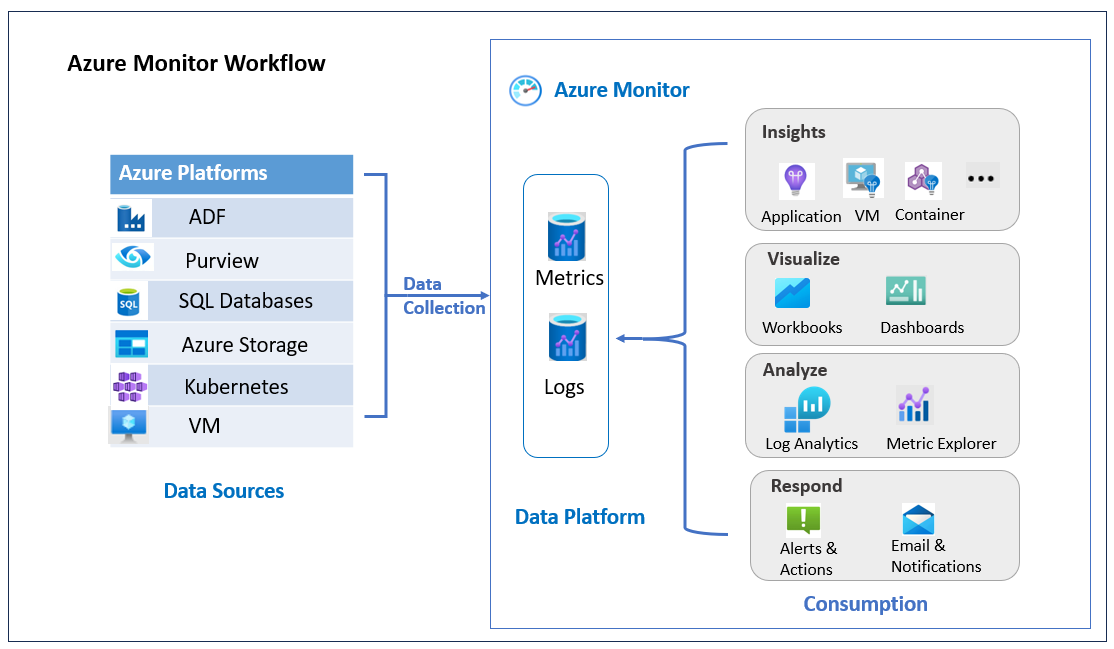 Azure Monitor Workflow
Azure Platforms
ADF
Purview
SQL
SQL Databases
Azure Storage
Kubernetes
VM
Data Sources
Data
Collection
Azure Monitor
Metrics
Logs
Data Platform
Insights
Application VM Container
Visualize
Workbooks Dashboards
Analyze
Log Analytics Metric Explorer
Respond
Alerts &
Actions
Email &
Notifications
Consumption